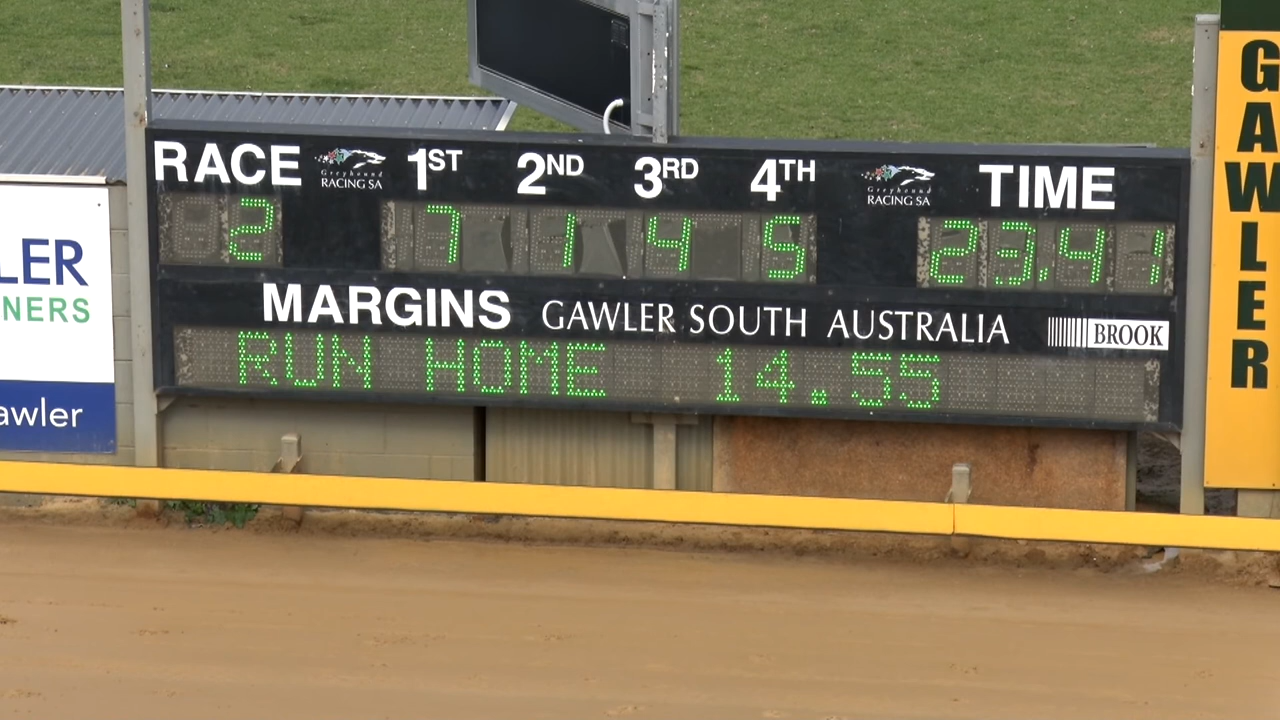 RACE Greyhound RACING SA 1ST 2ND 3RD 4TH Greyhound RACING SA TIME
2 7 1 4 5 23.41
MARGINS GAWLER SOUTH AUSTRALIA BROOK
RUN HOME 14.55
LER
NERS
awler
GAWLER